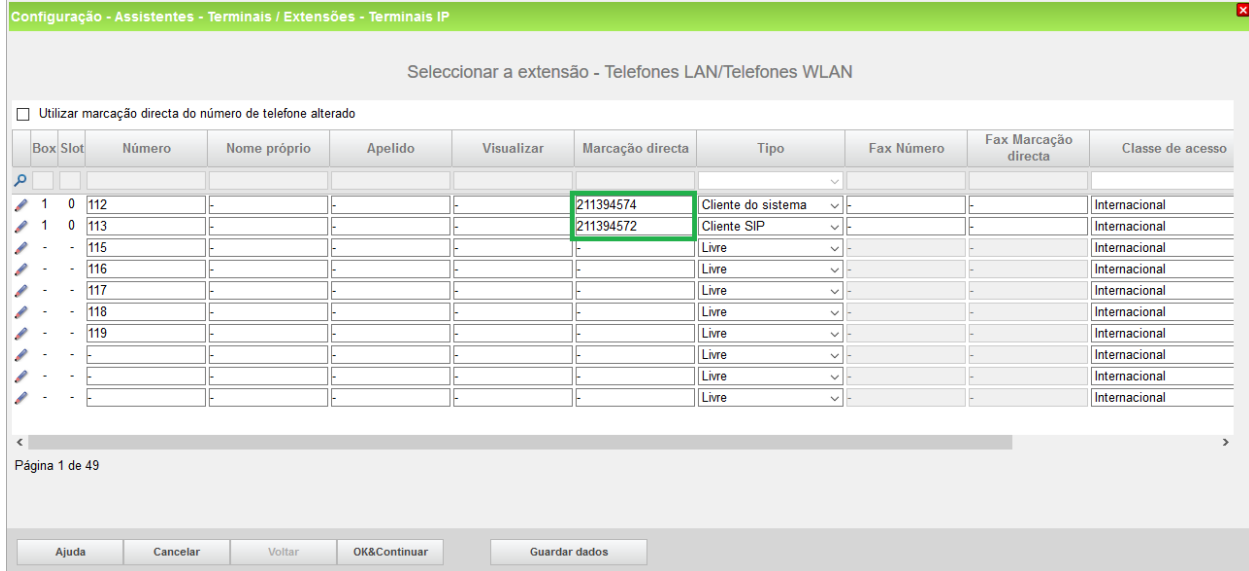 Configuração - Assistentes - Terminais / Extensões - Terminais IP
Seleccionar a extensão - Telefones LAN/Telefones WLAN
Utilizar marcação directa do número de telefone alterado
Box Slot Número Nome próprio Apelido Visualizar Marcação directa Tipo Fax Número Fax Marcação directa Classe de acesso
1 0 112 - - - 211394574 Cliente do sistema - - Internacional
1 0 113 - - - 211394572 Cliente SIP - - Internacional
- - 115 - - - - Livre - - Internacional
- - 116 - - - - Livre - - Internacional
- - 117 - - - - Livre - - Internacional
- - 118 - - - - Livre - - Internacional
- - 119 - - - - Livre - - Internacional
- - - - - - - Livre - - Internacional
- - - - - - - Livre - - Internacional
- - - - - - - Livre - - Internacional
Página 1 de 49
Ajuda Cancelar Voltar OK&Continuar Guardar dados